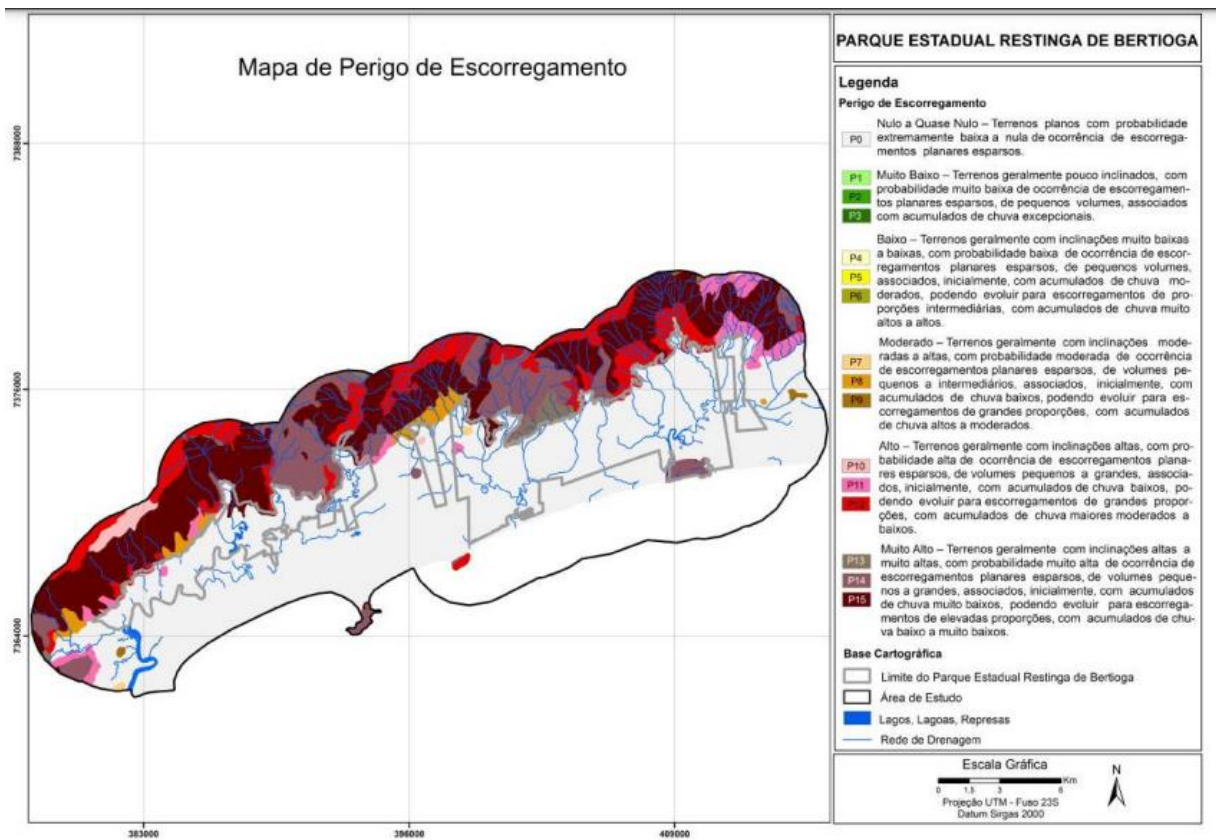 Mapa de Perigo de Escorregamento
7388000
7376000
7364000
383000
396000
409000
PARQUE ESTADUAL RESTINGA DE BERTIOGA
Legenda
Perigo de Escorregamento
P0
Nulo a Quase Nulo – Terrenos planos com probabilidade
extremamente baixa a nula de ocorrência de escorrega-
mentos planares esparsos.
P1
P2
P3
Muito Baixo – Terrenos geralmente pouco inclinados, com
probabilidade muito baixa de ocorrência de escorregamen-
tos planares esparsos, de pequenos volumes, associados
com acumulados de chuva excepcionais.
P4
P5
P6
Baixo – Terrenos geralmente com inclinações muito baixas
a baixas, com probabilidade baixa de ocorrência de escor-
regamentos planares esparsos, de pequenos volumes,
associados, inicialmente, com acumulados de chuva mo-
derados, podendo evoluir para escorregamentos de pro-
porções intermediárias, com acumulados de chuva muito
altos a altos.
P7
P8
P9
Moderado – Terrenos geralmente com inclinações mode-
radas a altas, com probabilidade moderada de ocorrência
de escorregamentos planares esparsos, de volumes pe-
quenos a intermediários, associados, inicialmente, com
acumulados de chuva baixos, podendo evoluir para es-
corregamentos de grandes proporções, com acumulados
de chuva altos a moderados.
P10
P11
P12
Alto – Terrenos geralmente com inclinações altas, com pro-
babilidade alta de ocorrência de escorregamentos plana-
res esparsos, de volumes pequenos a grandes, associa-
dos, inicialmente, com acumulados de chuva baixos, po-
dendo evoluir para escorregamentos de grandes propor-
ções, com acumulados de chuva maiores moderados a
baixos.
P13
P14
P15
Muito Alto – Terrenos geralmente com inclinações altas a
muito altas, com probabilidade muito alta de ocorrência de
escorregamentos planares esparsos, de volumes peque-
nos a grandes, associados, inicialmente, com acumulados
de chuva muito baixos, podendo evoluir para escorrega-
mentos de elevadas proporções, com acumulados de chu-
va baixo a muito baixos.
Base Cartográfica
Limite do Parque Estadual Restinga de Bertioga
Área de Estudo
Lagos, Lagoas, Represas
Rede de Drenagem
Escala Gráfica
Km
0 1,5 3 6
Projeção UTM - Fuso 23S
Datum Sirgas 2000
N